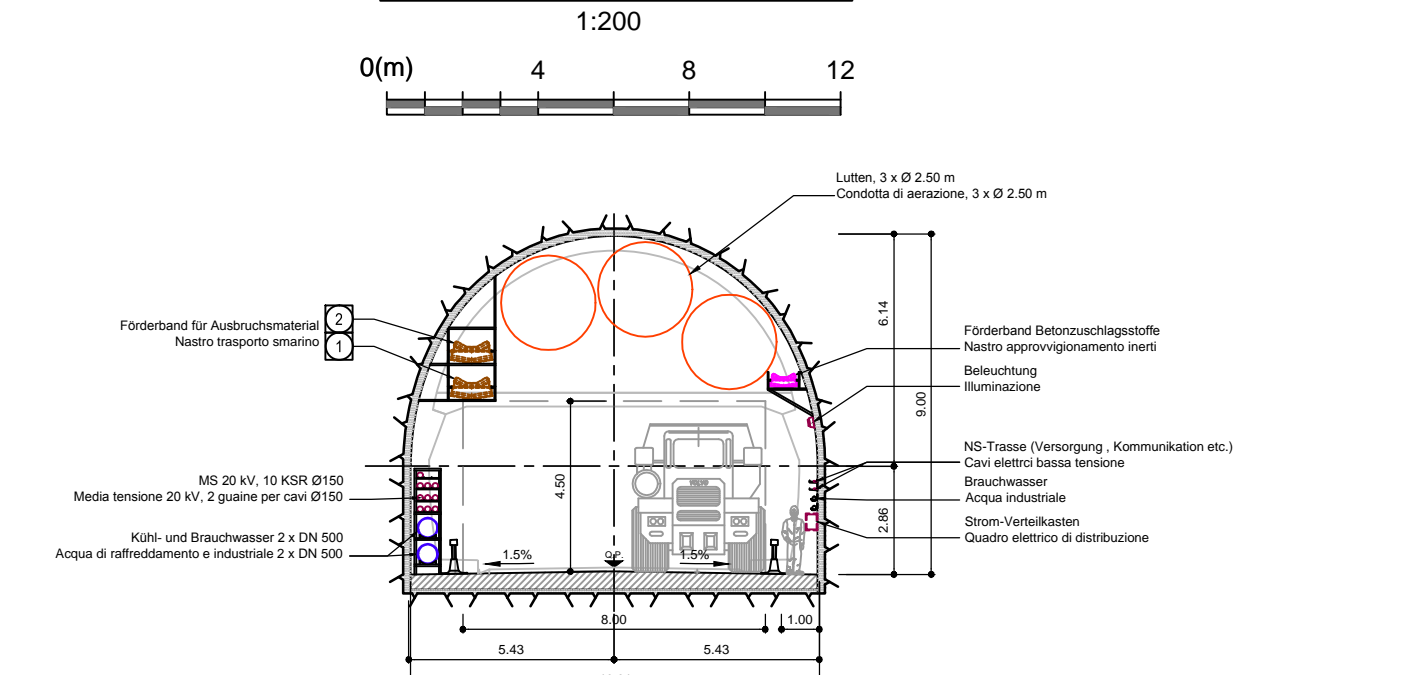 1:200
0(m) 4 8 12
Lutten, 3 x Ø 2.50 m
Condotta di aerazione, 3 x Ø 2.50 m
2
Förderband für Ausbruchsmaterial
Nastro trasporto smarino
1
6.14
9.00
Förderband Betonzuschlagsstoffe
Nastro approvvigionamento inerti
Beleuchtung
Illuminazione
4.50
NS-Trasse (Versorgung , Kommunikation etc.)
Cavi elettrci bassa tensione
Brauchwasser
Acqua industriale
2.86
Strom-Verteilkasten
Quadro elettrico di distribuzione
MS 20 kV, 10 KSR Ø150
Media tensione 20 kV, 2 guaine per cavi Ø150
Kühl- und Brauchwasser 2 x DN 500
Acqua di raffreddamento e industriale 2 x DN 500
VOLVO
1.5% Q.P. 1.5%
8.00 1.00
5.43 5.43